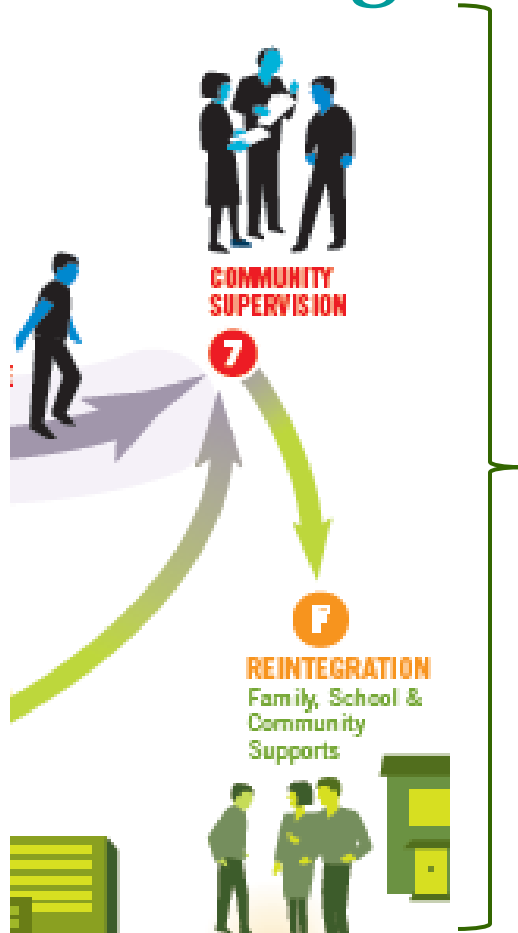 g
COMMUNITY
SUPERVISION
7
F
REINTEGRATION
Family, School &
Community
Supports